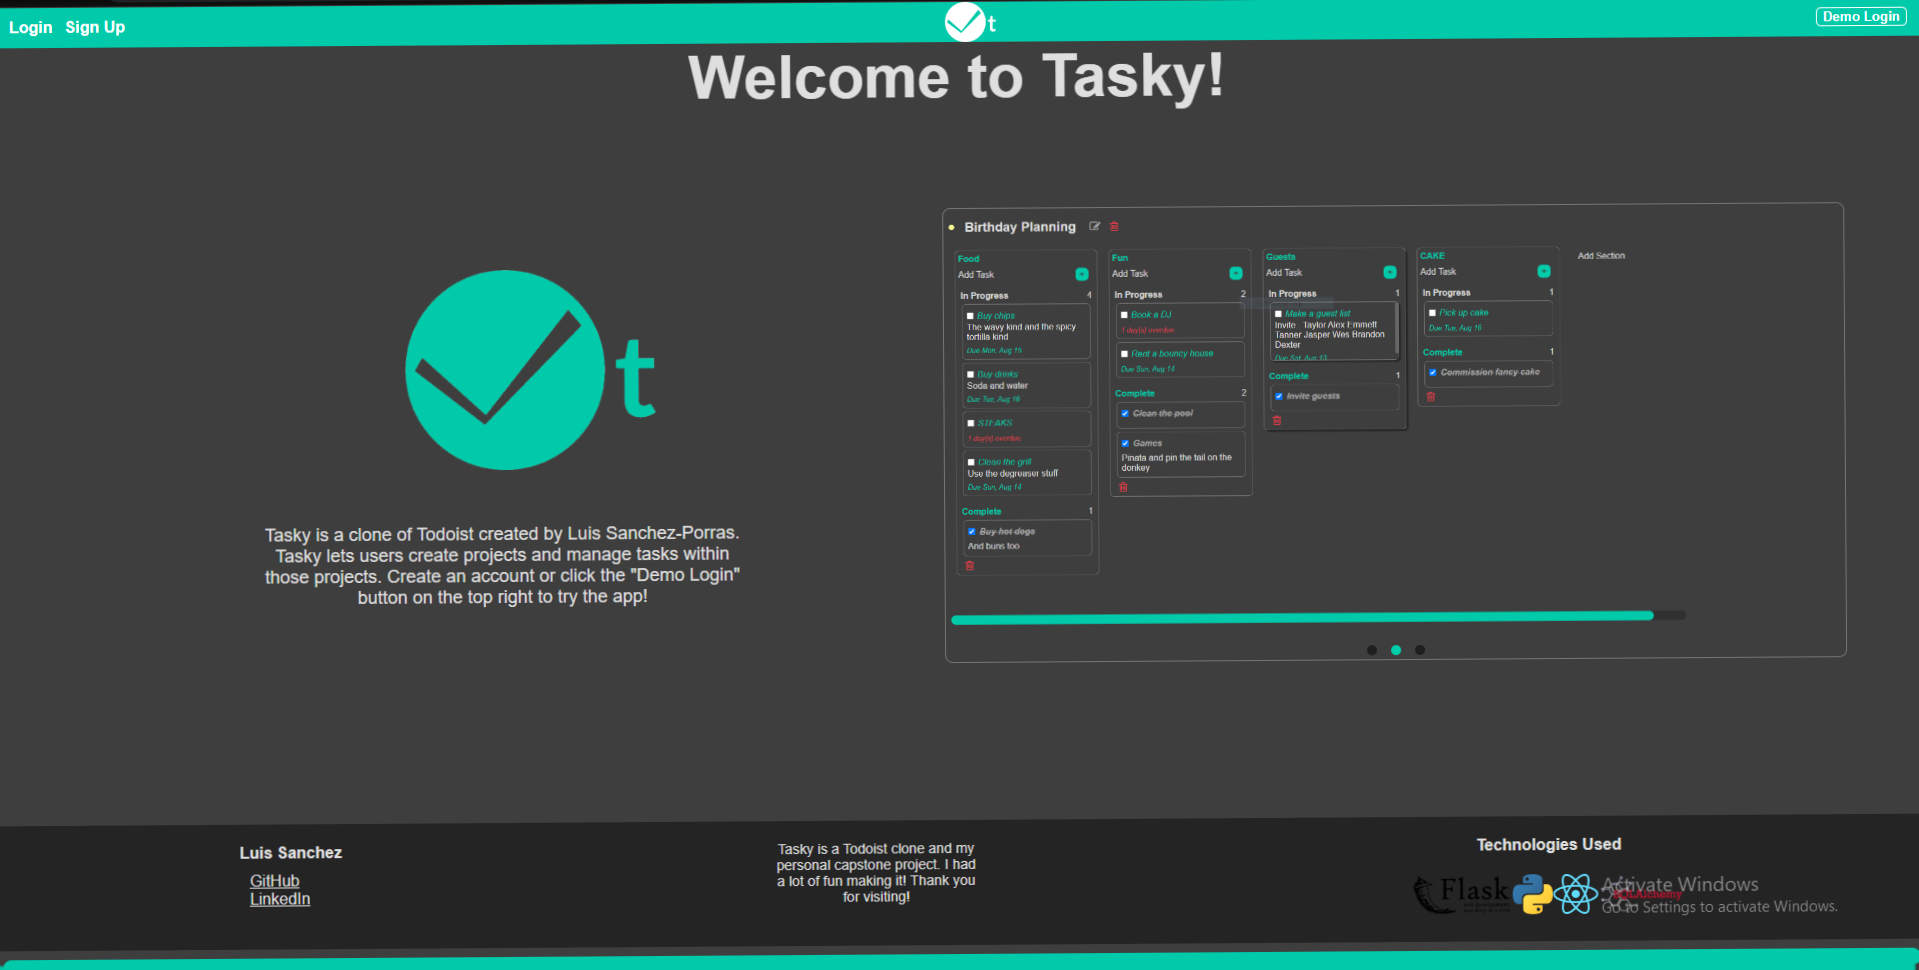 Login Sign Up
t
Demo Login
Welcome to Tasky!
t
Tasky is a clone of Todoist created by Luis Sanchez-Porras.
Tasky lets users create projects and manage tasks within
those projects. Create an account or click the "Demo Login"
button on the top right to try the app!
Birthday Planning
Food
Add Task
In Progress 4
Buy chips
The wavy kind and the spicy
tortilla kind
Due Mon, Aug 15
Buy drinks
Soda and water
Due Tue, Aug 16
STEAKS
1 day(s) overdue
Clean the grill
Use the degreaser stuff
Due Sun, Aug 14
Complete 1
Buy hot dogs
And buns too
Fun
Add Task
In Progress 2
Book a DJ
1 day(s) overdue
Rent a bouncy house
Due Sun, Aug 14
Complete 2
Clean the pool
Games
Pinata and pin the tail on the
donkey
Guests
Add Task
In Progress 1
Make a guest list
Invite Taylor Alex Emmett
Tanner Jasper Wes Brandon
Dexter
Due Sat, Aug 13
Complete 1
Invite guests
CAKE
Add Task
In Progress 1
Pick up cake
Due Tue, Aug 16
Complete 1
Commission fancy cake
Add Section
Luis Sanchez
GitHub
LinkedIn
Tasky is a Todoist clone and my
personal capstone project. I had
a lot of fun making it! Thank you
for visiting!
Technologies Used
Flask
Activate Windows
Go to Settings to activate Windows.